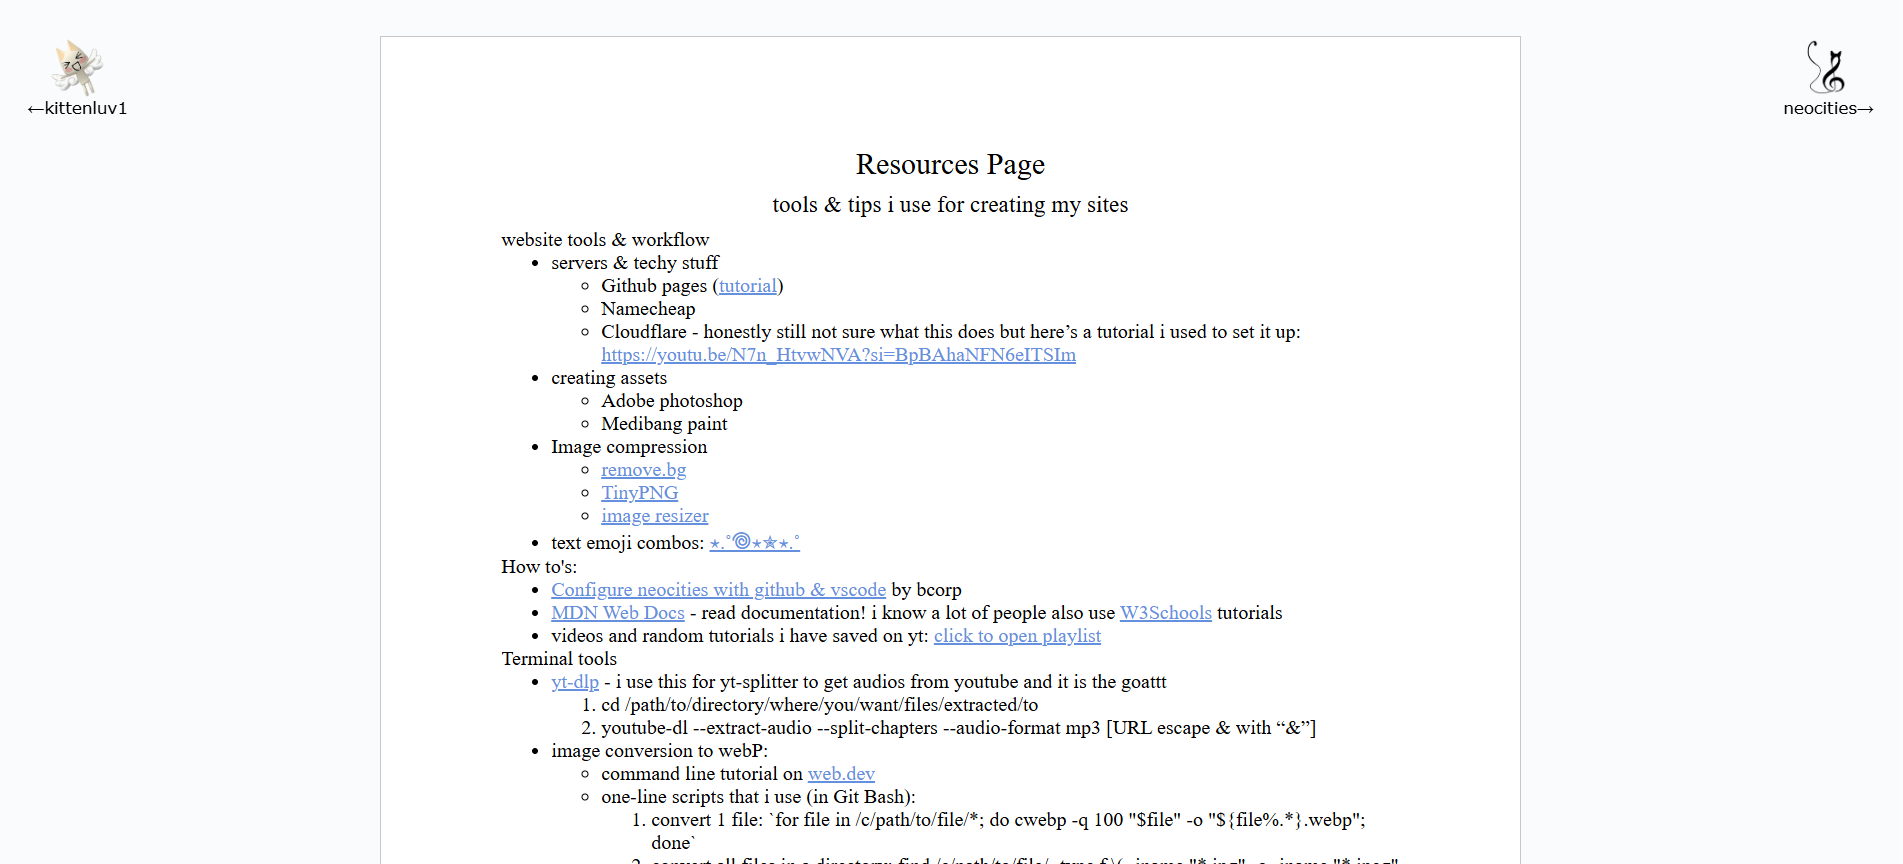 ←kittenluv1
neocities→
Resources Page
tools & tips i use for creating my sites
website tools & workflow
servers & techy stuff
Github pages (tutorial)
Namecheap
Cloudflare - honestly still not sure what this does but here’s a tutorial i used to set it up:
https://youtu.be/N7n_HtvwNVA?si=BpBAhaNFN6eITSIm
creating assets
Adobe photoshop
Medibang paint
Image compression
remove.bg
TinyPNG
image resizer
text emoji combos: ⋆.˚🌀⋆✮⋆.˚
How to's:
Configure neocities with github & vscode by bcorp
MDN Web Docs - read documentation! i know a lot of people also use W3Schools tutorials
videos and random tutorials i have saved on yt: click to open playlist
Terminal tools
yt-dlp - i use this for yt-splitter to get audios from youtube and it is the goattt
1. cd /path/to/directory/where/you/want/files/extracted/to
2. youtube-dl --extract-audio --split-chapters --audio-format mp3 [URL escape & with “&”]
image conversion to webP:
command line tutorial on web.dev
one-line scripts that i use (in Git Bash):
1. convert 1 file: `for file in /c/path/to/file/*; do cwebp -q 100 "$file" -o "${file%.*}.webp";
done`